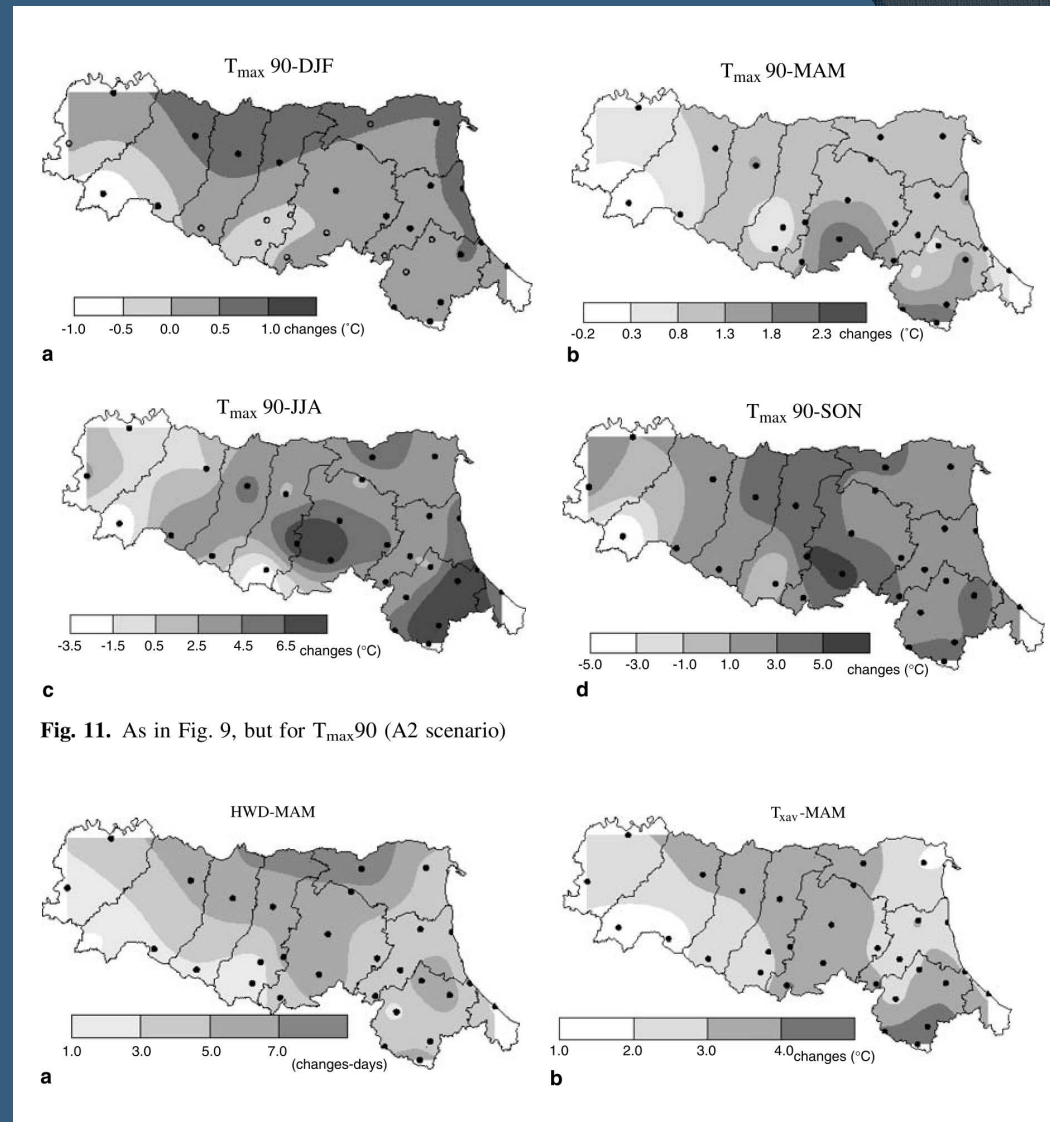 Tmax 90-DJF
-1.0 -0.5 0.0 0.5 1.0 changes (˚C)
a
Tmax 90-MAM
-0.2 0.3 0.8 1.3 1.8 2.3 changes (˚C)
b
Tmax 90-JJA
-3.5 -1.5 0.5 2.5 4.5 6.5 changes (°C)
c
Tmax 90-SON
-5.0 -3.0 -1.0 1.0 3.0 5.0 changes (°C)
d
Fig. 11. As in Fig. 9, but for Tmax90 (A2 scenario)
HWD-MAM
1.0 3.0 5.0 7.0
(changes-days)
a
Txav-MAM
1.0 2.0 3.0 4.0 changes (°C)
b